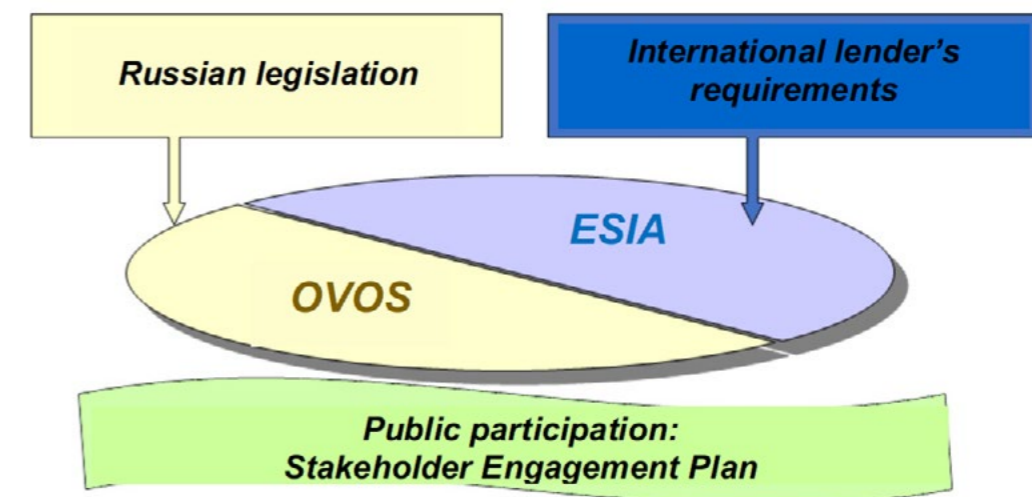 Russian legislation
International lender's
requirements
ESIA
OVOS
Public participation:
Stakeholder Engagement Plan